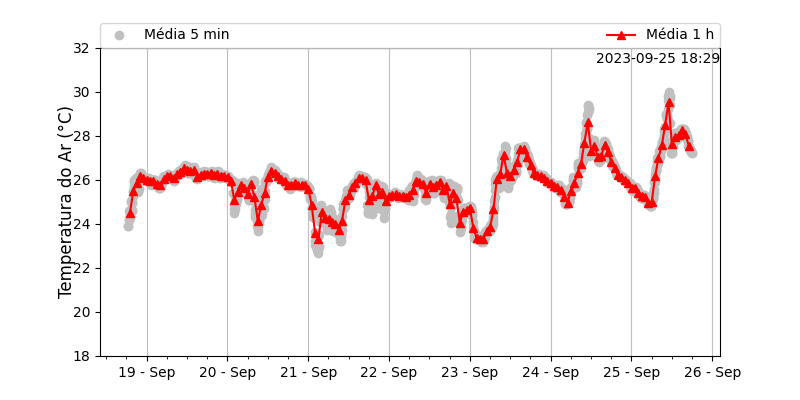 Média 5 min
Média 1 h
2023-09-25 18:29
Temperatura do Ar (°C)
32
30
28
26
24
22
20
18
19 - Sep
20 - Sep
21 - Sep
22 - Sep
23 - Sep
24 - Sep
25 - Sep
26 - Sep